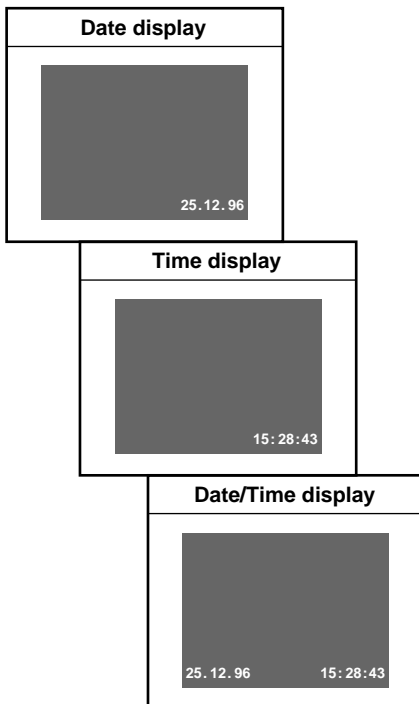 Date display
25.12.96
Time display
15:28:43
Date/Time display
25.12.96 15:28:43